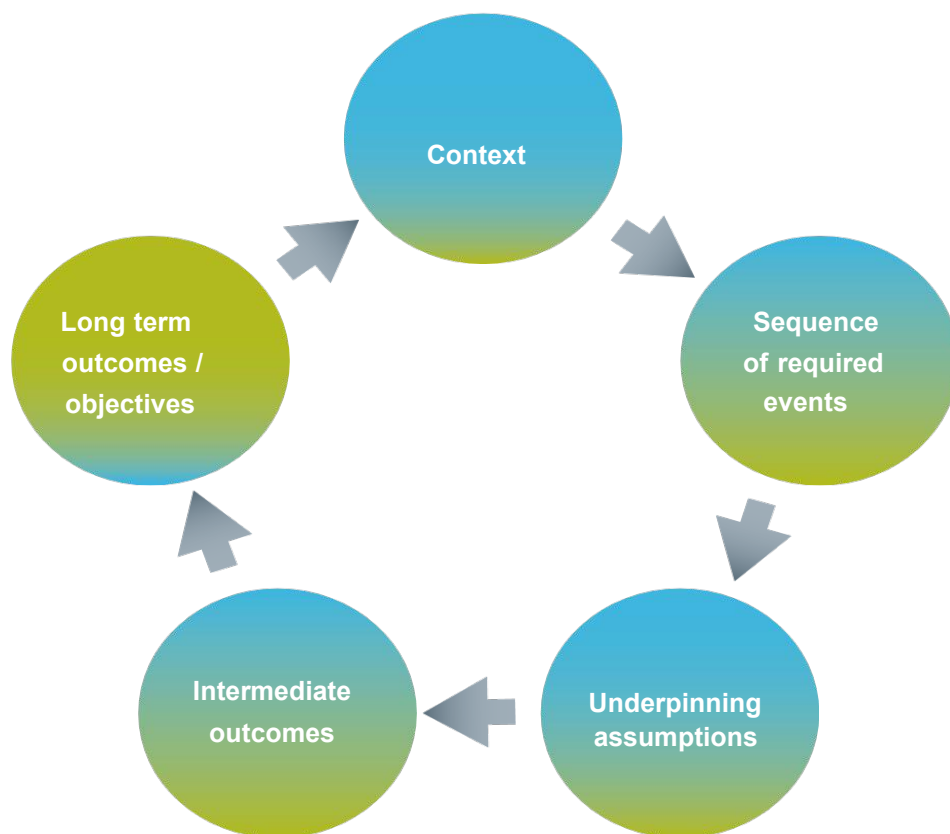 Context
Sequence
of required
events
Underpinning
assumptions
Intermediate
outcomes
Long term
outcomes /
objectives